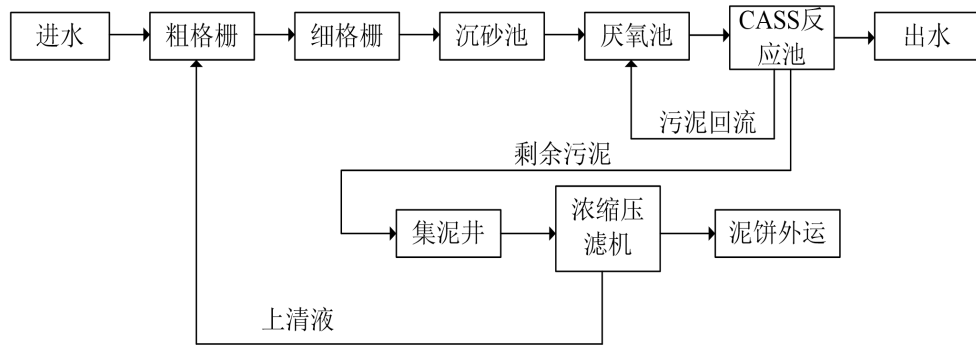 进水
粗格栅
细格栅
沉砂池
厌氧池
CASS反
应池
出水
污泥回流
剩余污泥
集泥井
浓缩压
滤机
泥饼外运
上清液